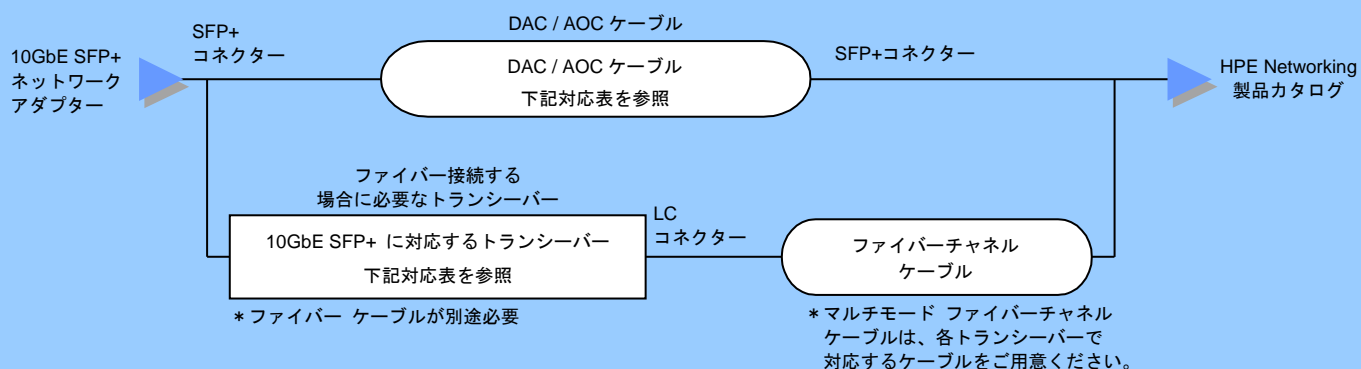 10GbE SFP+
ネットワーク
アダプター
SFP+
コネクター
DAC / AOC ケーブル
DAC / AOC ケーブル
下記対応表を参照
SFP+コネクター
HPE Networking
製品カタログ
ファイバー接続する
場合に必要なトランシーバー
10GbE SFP+ に対応するトランシーバー
下記対応表を参照
*ファイバー ケーブルが別途必要
LC
コネクター
ファイバーチャネル
ケーブル
*マルチモード ファイバーチャネル
ケーブルは、各トランシーバーで
対応するケーブルをご用意ください。